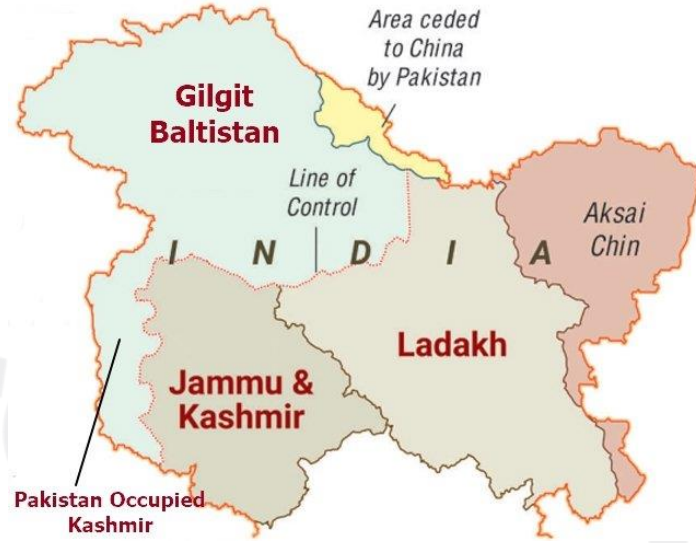 Area ceded
to China
by Pakistan
Gilgit
Baltistan
Line of
Control
Aksai
Chin
I N D I A
Ladakh
Jammu &
Kashmir
Pakistan Occupied
Kashmir